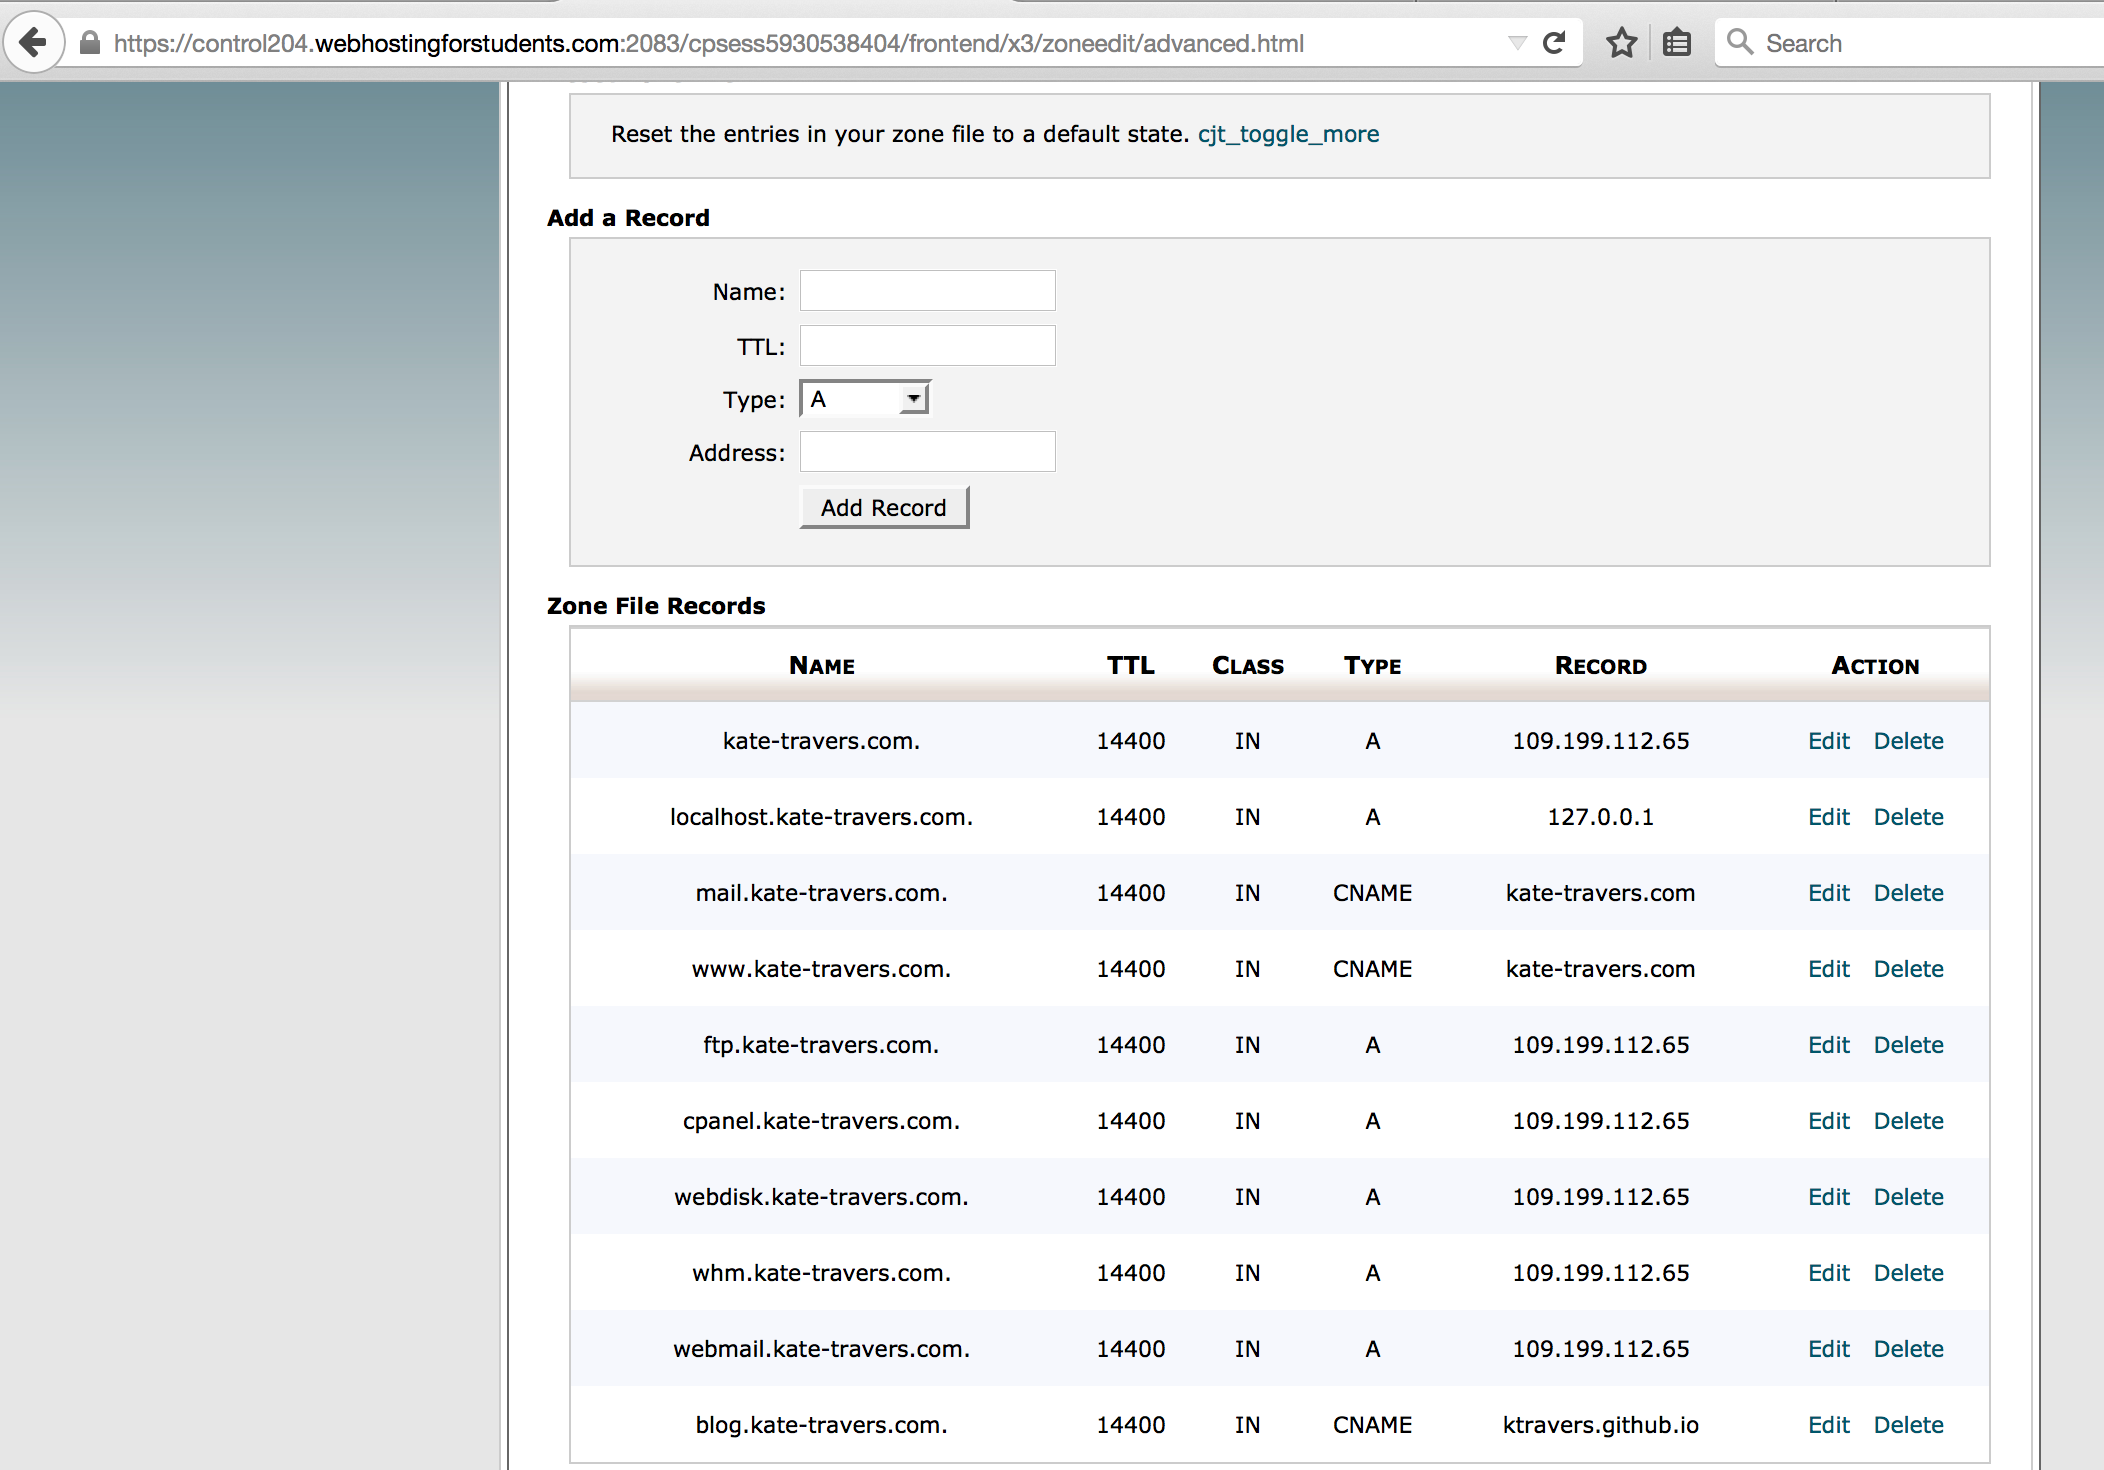 https://control204.webhostingforstudents.com:2083/cpsess5930538404/frontend/x3/zoneedit/advanced.html Search
Reset the entries in your zone file to a default state. cjt_toggle_more
Add a Record
Name:
TTL:
Type: A
Address:
Add Record
Zone File Records
NAME TTL CLASS TYPE RECORD ACTION
kate-travers.com. 14400 IN A 109.199.112.65 Edit Delete
localhost.kate-travers.com. 14400 IN A 127.0.0.1 Edit Delete
mail.kate-travers.com. 14400 IN CNAME kate-travers.com Edit Delete
www.kate-travers.com. 14400 IN CNAME kate-travers.com Edit Delete
ftp.kate-travers.com. 14400 IN A 109.199.112.65 Edit Delete
cpanel.kate-travers.com. 14400 IN A 109.199.112.65 Edit Delete
webdisk.kate-travers.com. 14400 IN A 109.199.112.65 Edit Delete
whm.kate-travers.com. 14400 IN A 109.199.112.65 Edit Delete
webmail.kate-travers.com. 14400 IN A 109.199.112.65 Edit Delete
blog.kate-travers.com. 14400 IN CNAME ktravers.github.io Edit Delete